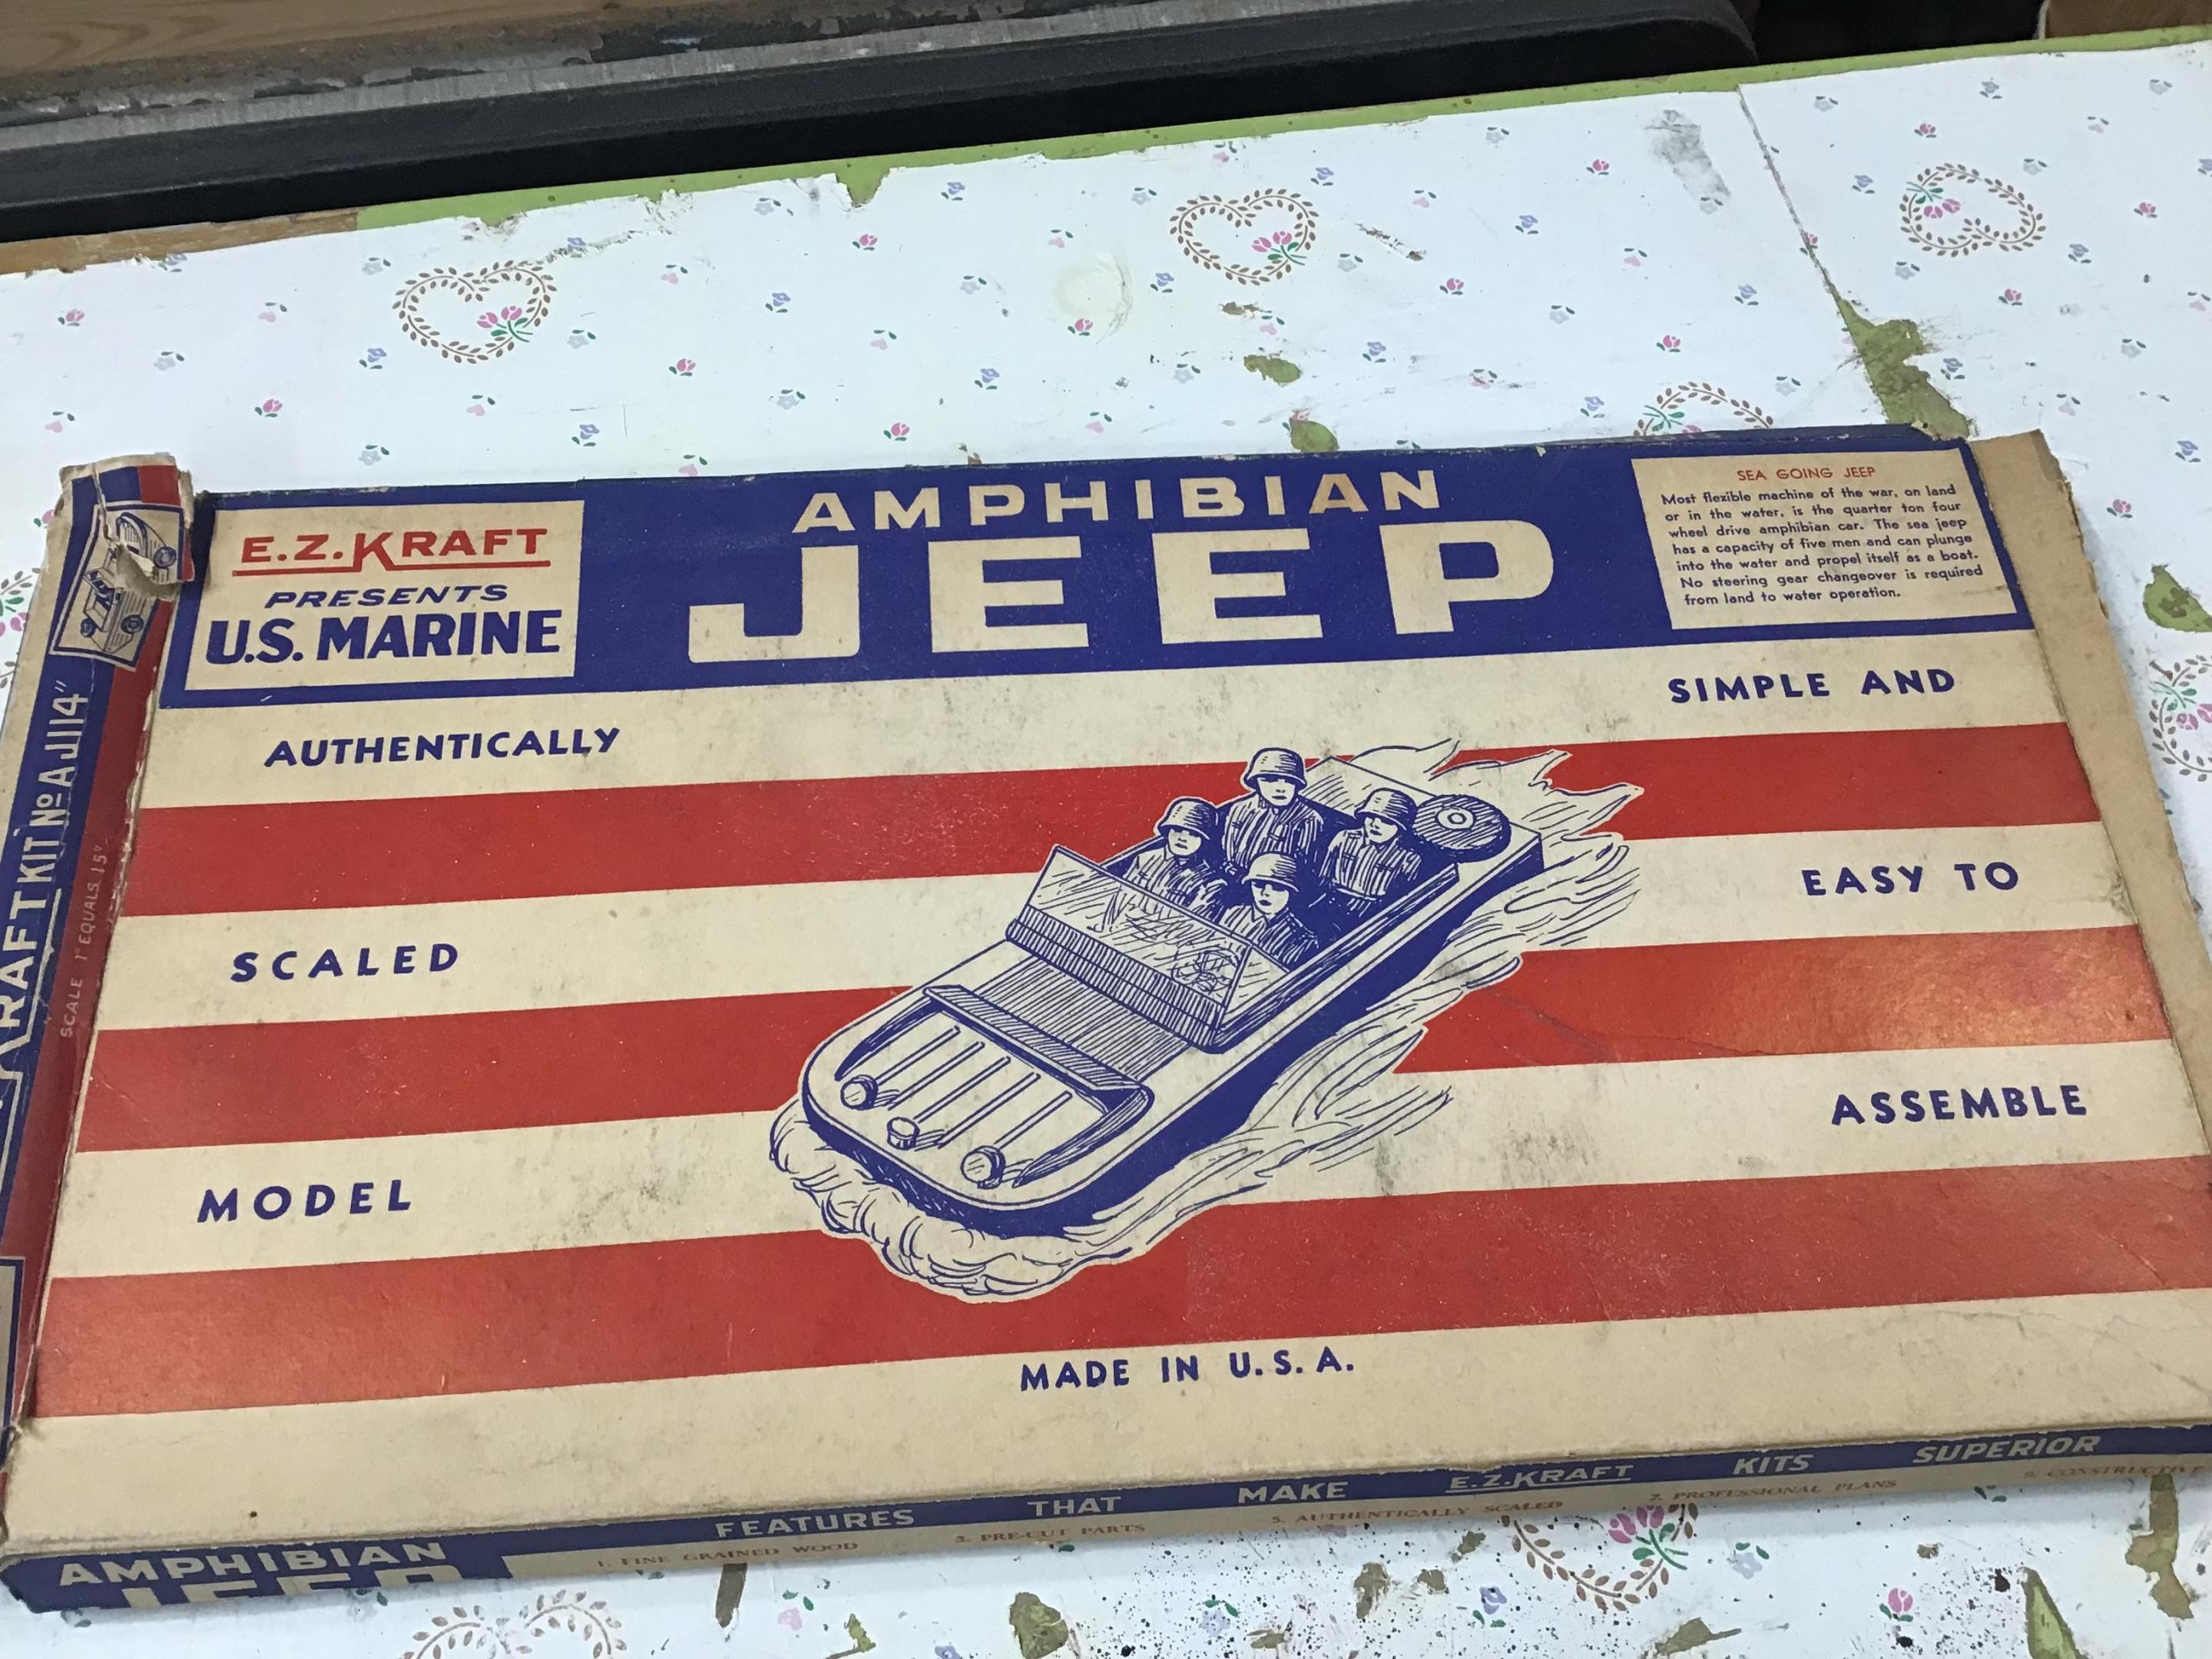 E.Z.KRAFT
PRESENTS
U.S. MARINE
AMPHIBIAN
JEEP
SEA GOING JEEP
Most flexible machine of the war, on land
or in the water, is the quarter ton four
wheel drive amphibian car. The sea jeep
has a capacity of five men and can plunge
into the water and propel itself as a boat.
No steering gear changeover is required
from land to water operation.
AUTHENTICALLY
SCALED
MODEL
SIMPLE AND
EASY TO
ASSEMBLE
MADE IN U.S.A.
KRAFT KIT No AJ114"
SCALE 1" EQUALS 15"
FEATURES THAT MAKE E.Z.KRAFT KITS SUPERIOR
1. FINE GRAINED WOOD 3. PRE-CUT PARTS 5. AUTHENTICALLY SCALED 7. PROFESSIONAL PLANS 9. CONSTRUCTIVE
AMPHIBIAN
JEEP